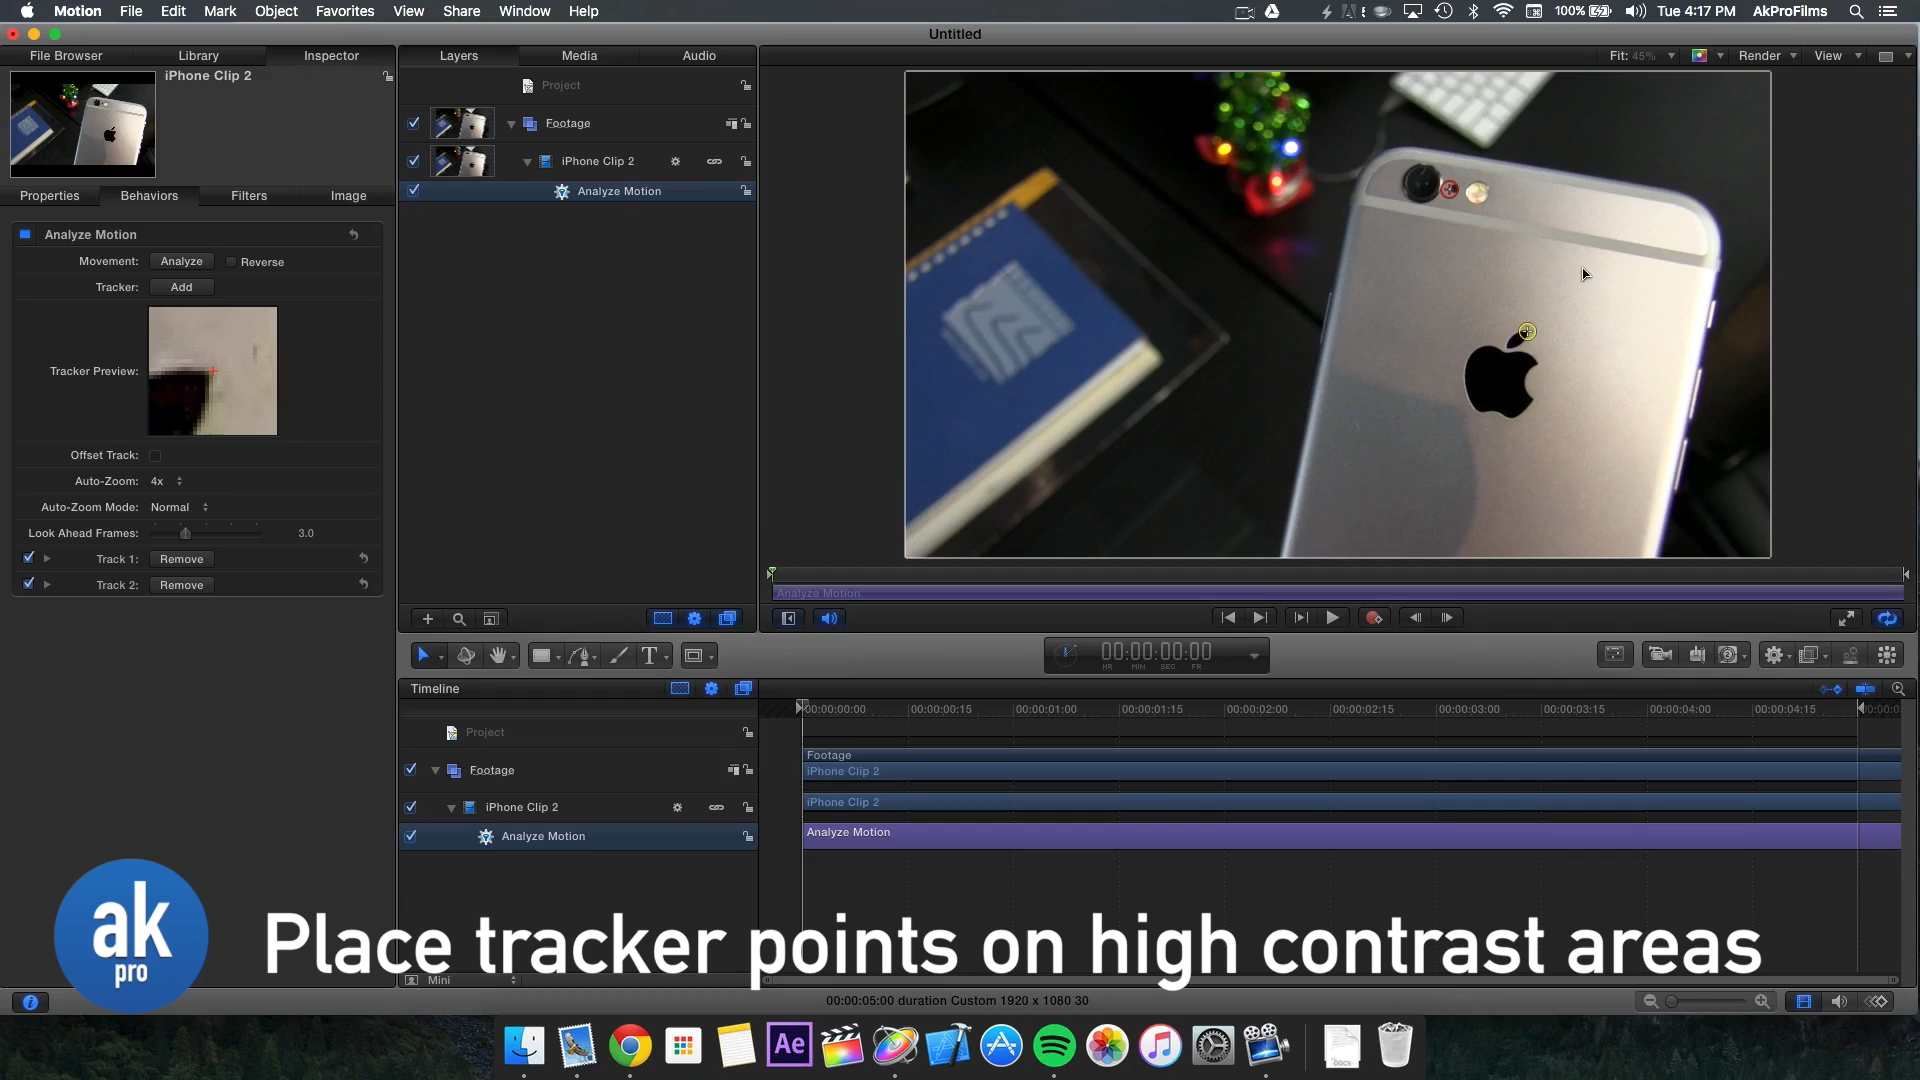 Motion File Edit Mark Object Favorites View Share Window Help
100% Tue 4:17 PM AkProFilms
Untitled
File Browser Library Inspector
Layers Media Audio
Fit: 45% Render View
iPhone Clip 2
Project
Footage
iPhone Clip 2
Analyze Motion
Properties Behaviors Filters Image
Analyze Motion
Movement: Analyze Reverse
Tracker: Add
Tracker Preview:
Offset Track:
Auto-Zoom: 4x
Auto-Zoom Mode: Normal
Look Ahead Frames: 3.0
Track 1: Remove
Track 2: Remove
Analyze Motion
T
00:00:00:00
HR MIN SEC FR
Timeline
00:00:00:00 00:00:00:15 00:00:01:00 00:00:01:15 00:00:02:00 00:00:02:15 00:00:03:00 00:00:03:15 00:00:04:00 00:00:04:15
Project
Footage
iPhone Clip 2
Analyze Motion
Footage
iPhone Clip 2
iPhone Clip 2
Analyze Motion
ak
pro
Place tracker points on high contrast areas
Mini
00:00:05:00 duration Custom 1920 x 1080 30
Ae
DOCX